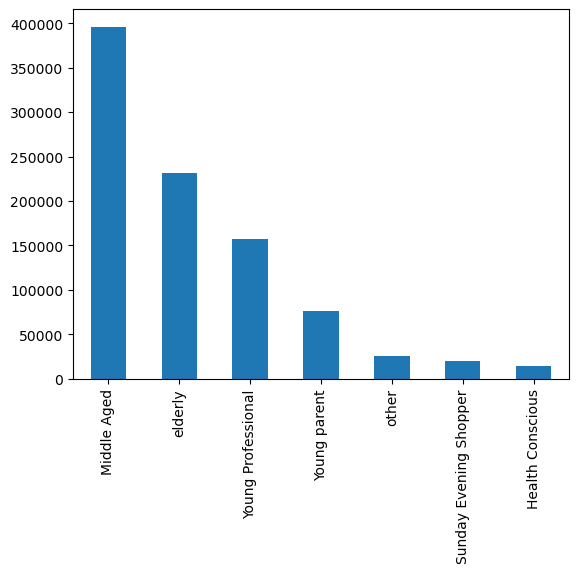 400000
350000
300000
250000
200000
150000
100000
50000
0
Middle Aged
elderly
Young Professional
Young parent
other
Sunday Evening Shopper
Health Conscious